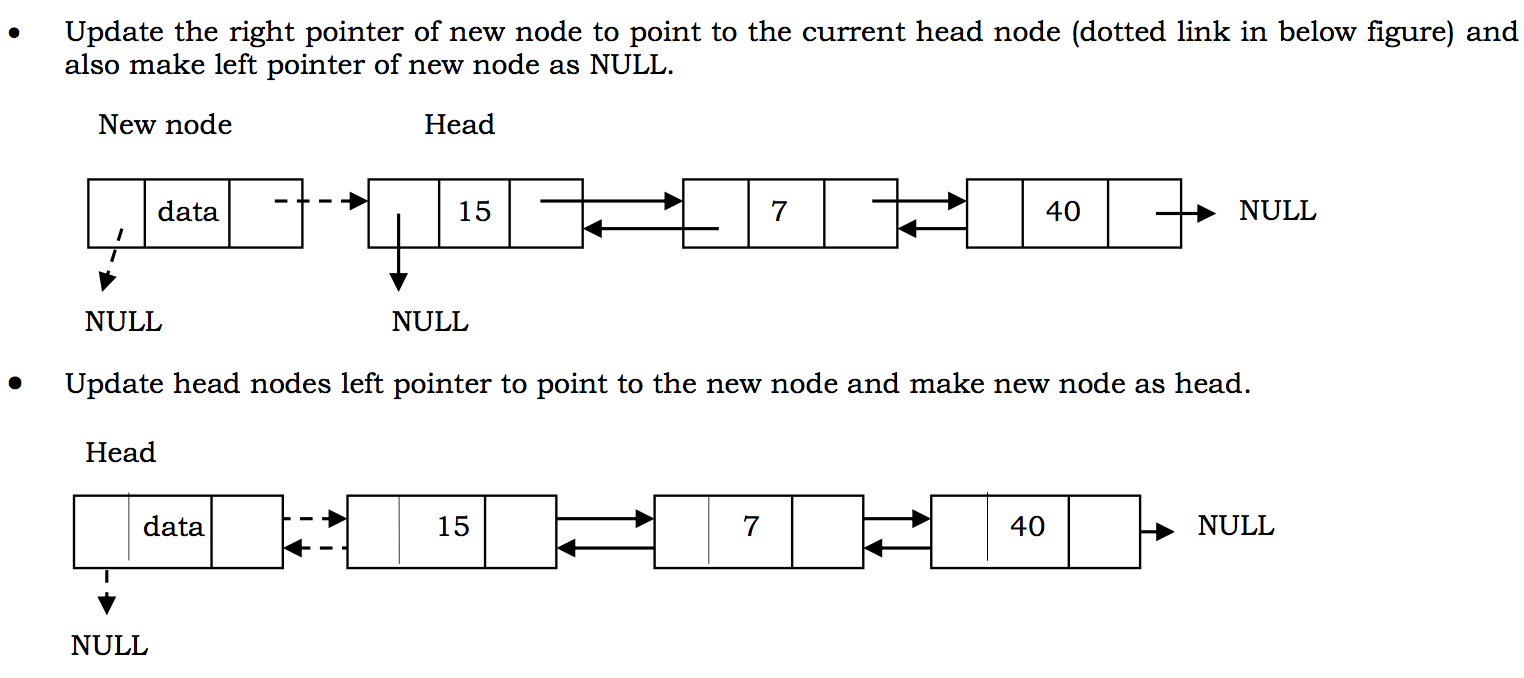 • Update the right pointer of new node to point to the current head node (dotted link in below figure) and
also make left pointer of new node as NULL.
New node Head
data 15 7 40 NULL
NULL NULL
• Update head nodes left pointer to point to the new node and make new node as head.
Head
data 15 7 40 NULL
NULL